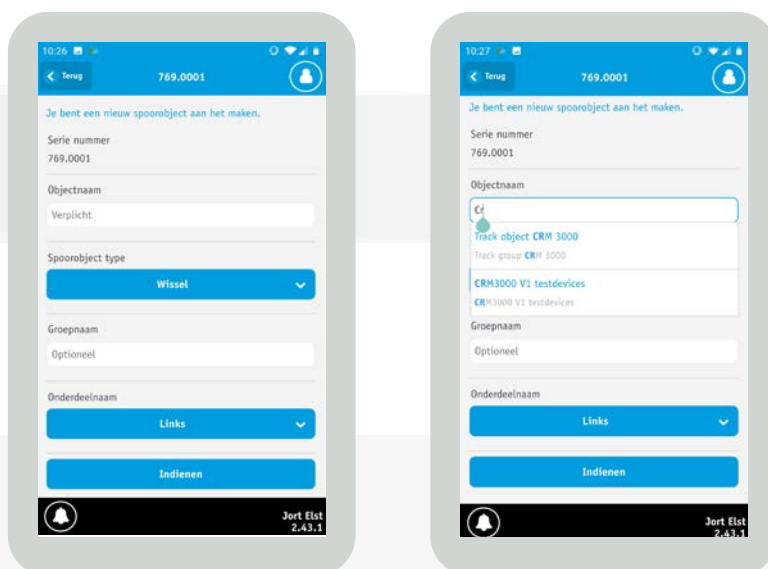 10:26
Terug
769.0001
Je bent een nieuw spoorobject aan het maken.
Serie nummer
769.0001
Objectnaam
Verplicht
Spoorobject type
Wissel
Groepnaam
Optioneel
Onderdeelnaam
Links
Indienen
Jort Elst
2.43.1
10:27
Terug
769.0001
Je bent een nieuw spoorobject aan het maken.
Serie nummer
769.0001
Objectnaam
Cr
Track object CRM 3000
Track group CRM 3000
CRM3000 V1 testdevices
CRM3000 V1 testdevices
Groepnaam
Optioneel
Onderdeelnaam
Links
Indienen
Jort Elst
2.43.1